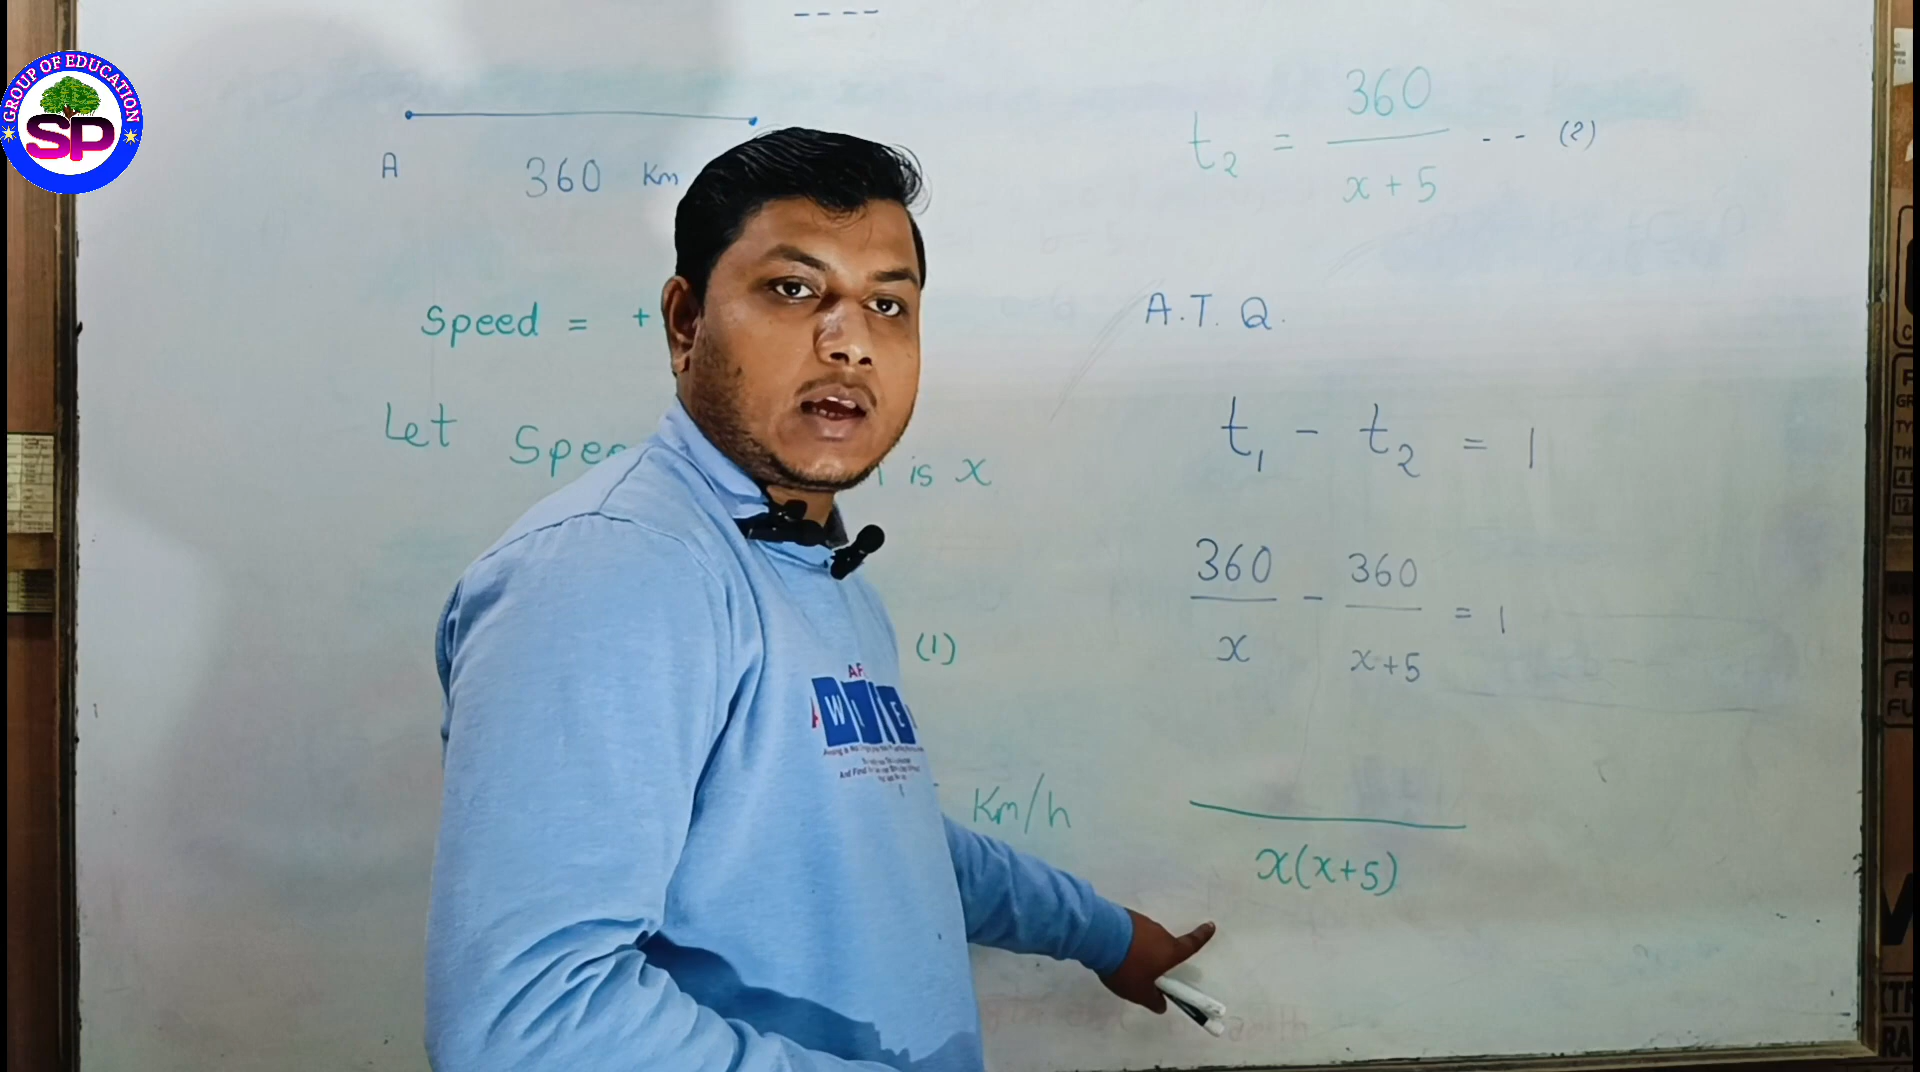 GROUP OF EDUCATION
SP
A
360 Km
Speed = +
Let Spe is x
(1)
Km/h
t₂ = 360 / x + 5 - - (2)
A.T.Q.
t₁ - t₂ = 1
360 / x - 360 / x+5 = 1
x(x+5)